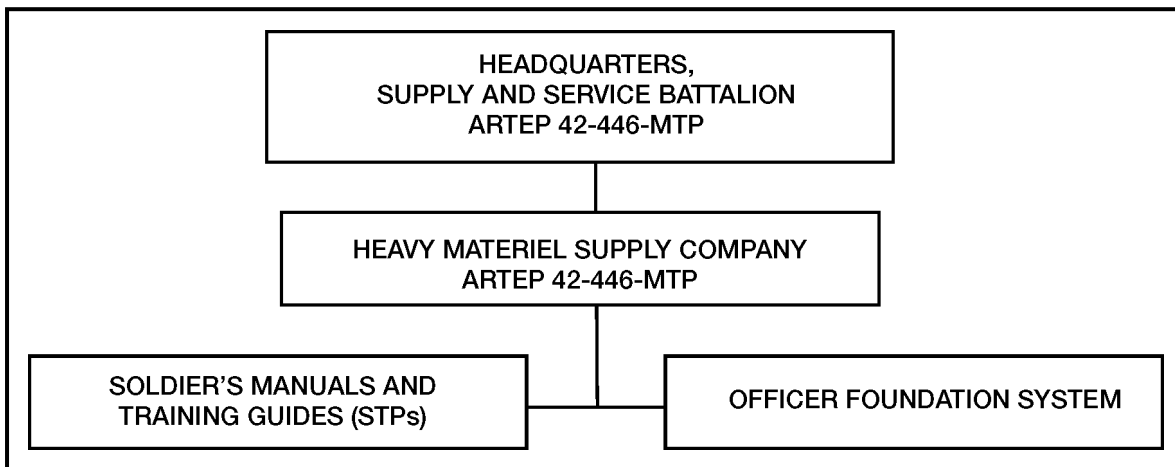 HEADQUARTERS,
SUPPLY AND SERVICE BATTALION
ARTEP 42-446-MTP
HEAVY MATERIEL SUPPLY COMPANY
ARTEP 42-446-MTP
SOLDIER'S MANUALS AND
TRAINING GUIDES (STPs)
OFFICER FOUNDATION SYSTEM